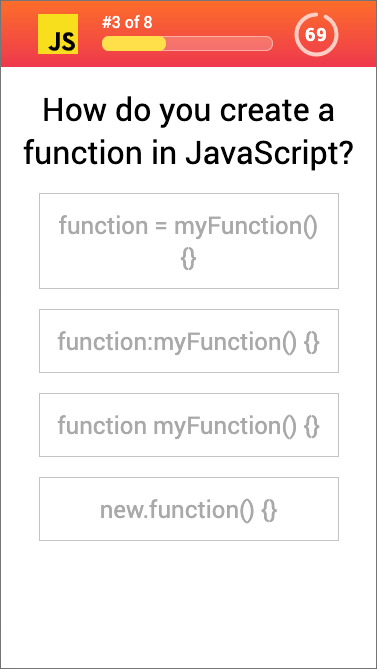 JS
#3 of 8
69
How do you create a
function in JavaScript?
function = myFunction()
{}
function:myFunction() {}
function myFunction() {}
new.function() {}